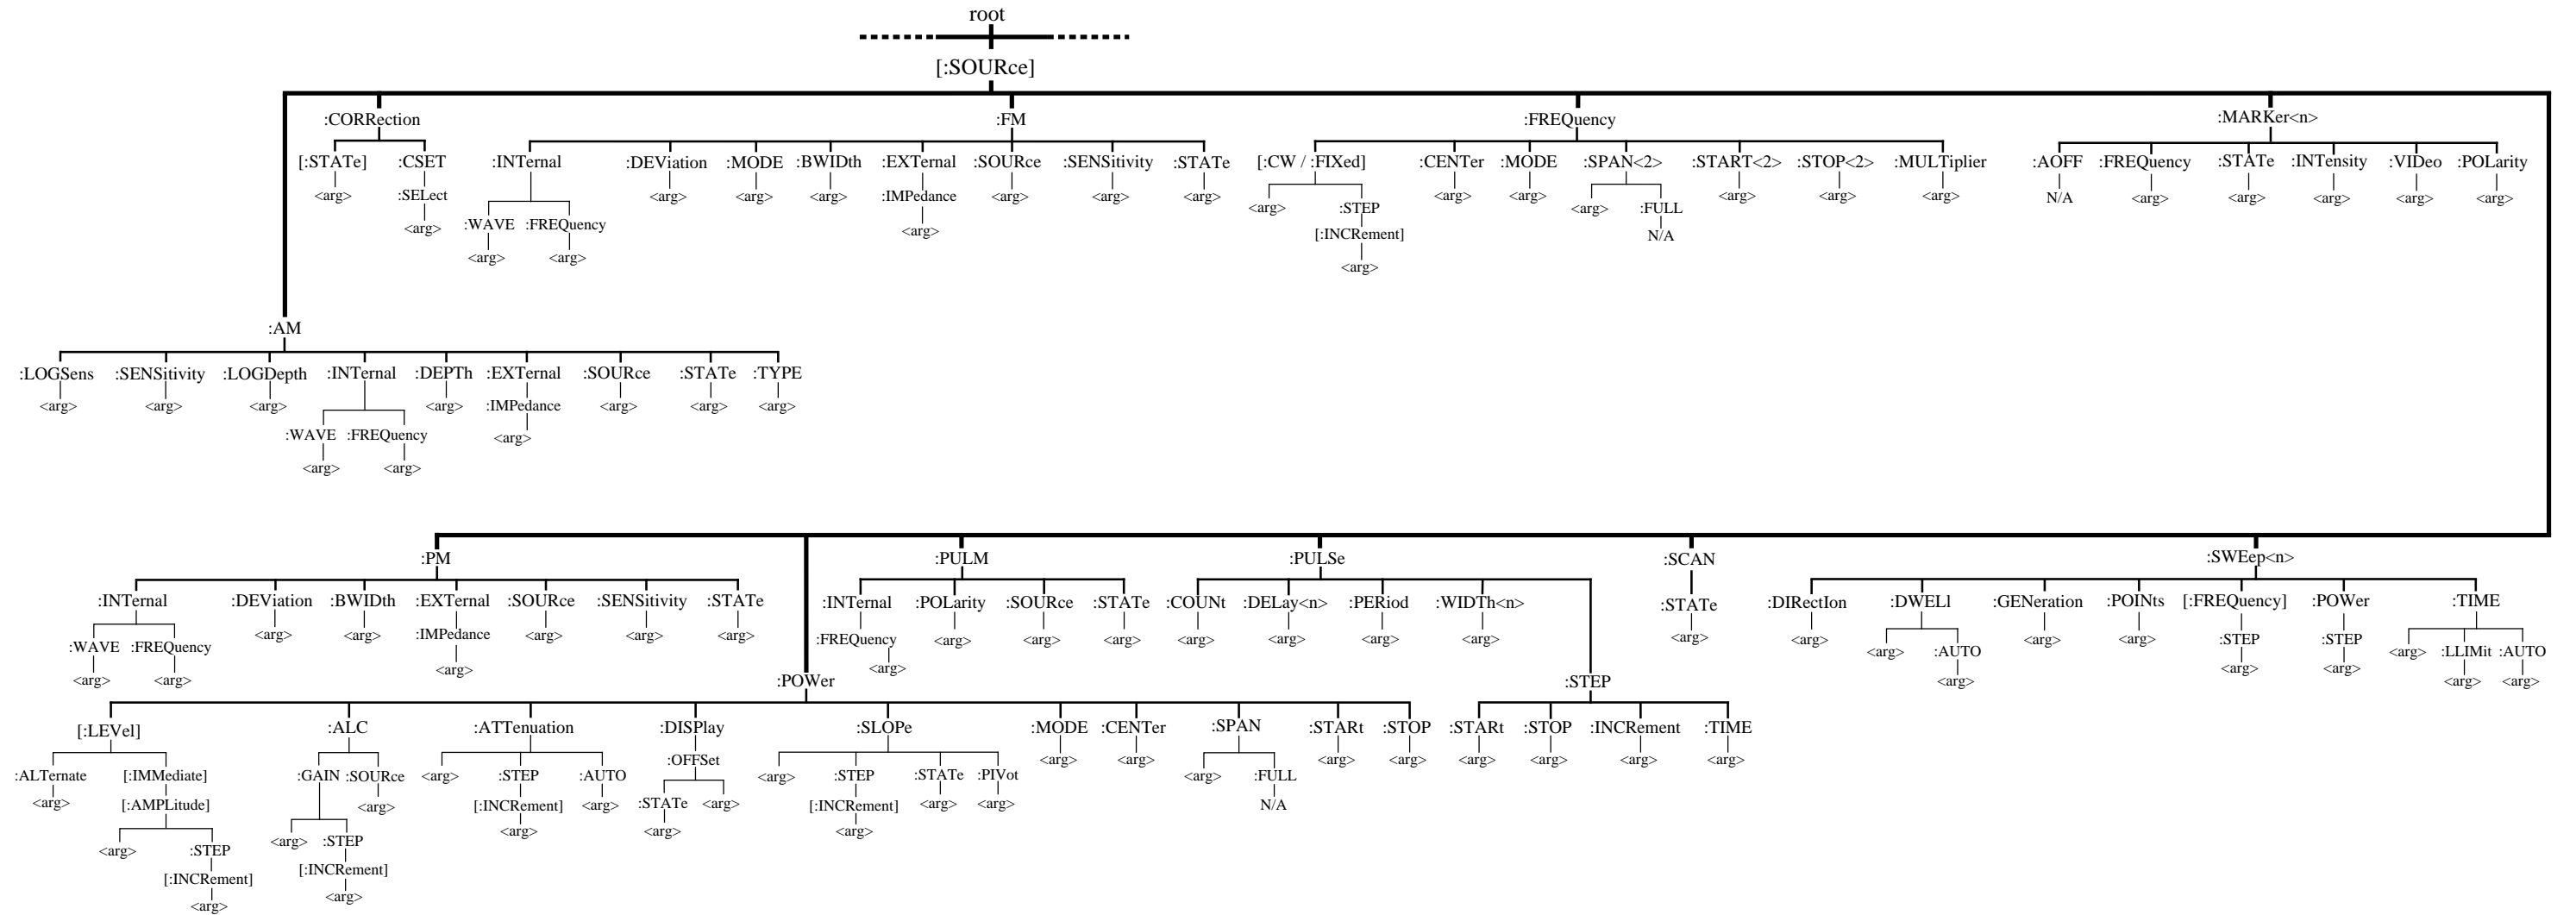 root
[:SOURce]
:CORRection :FM :FREQuency :MARKer<n>
[:STATe] :CSET :INTernal :DEViation :MODE :BWIDth :EXTernal :SOURce :SENSitivity :STATe [:CW / :FIXed] :CENTer :MODE :SPAN<2> :START<2> :STOP<2> :MULTiplier :AOFF :FREQuency :STATe :INTensity :VIDeo :POLarity
<arg> :SELect <arg> <arg> <arg> :IMPedance <arg> <arg> <arg> <arg> :STEP <arg> <arg> <arg> :FULL <arg> <arg> <arg> N/A <arg> <arg> <arg> <arg> <arg>
<arg> :WAVE :FREQuency <arg> [:INCRement] N/A
<arg> <arg> <arg>
:AM
:LOGSens :SENSitivity :LOGDepth :INTernal :DEPTh :EXTernal :SOURce :STATe :TYPE
<arg> <arg> <arg> <arg> :IMPedance <arg> <arg> <arg>
:WAVE :FREQuency <arg>
<arg> <arg>
:PM :PULM :PULSe :SCAN :SWEep<n>
:INTernal :DEViation :BWIDth :EXTernal :SOURce :SENSitivity :STATe :INTernal :POLarity :SOURce :STATe :COUNt :DELay<n> :PERiod :WIDTh<n> :STATe :DIRectIon :DWELl :GENeration :POINts [:FREQuency] :POWer :TIME
<arg> <arg> :IMPedance <arg> <arg> <arg> :FREQuency <arg> <arg> <arg> <arg> <arg> <arg> <arg> <arg> <arg> <arg> <arg> :STEP :STEP
:WAVE :FREQuency <arg> <arg> <arg> :AUTO <arg> <arg> <arg> :LLIMit :AUTO
<arg> <arg> :POWer :STEP <arg> <arg> <arg>
[:LEVel] :ALC :ATTenuation :DISPlay :SLOPe :MODE :CENTer :SPAN :STARt :STOP :STARt :STOP :INCRement :TIME
:OFFSet <arg> <arg> <arg> <arg> <arg> <arg> <arg> <arg>
:ALTernate [:IMMediate] :GAIN :SOURce <arg> :STEP :AUTO <arg> :STEP :STATe :PIVot <arg> :FULL
<arg> [:AMPLitude] <arg> [:INCRement] <arg> :STATe <arg> [:INCRement] <arg> <arg> N/A
<arg> <arg> <arg>
<arg> :STEP <arg> :STEP
[:INCRement] [:INCRement]
<arg> <arg>